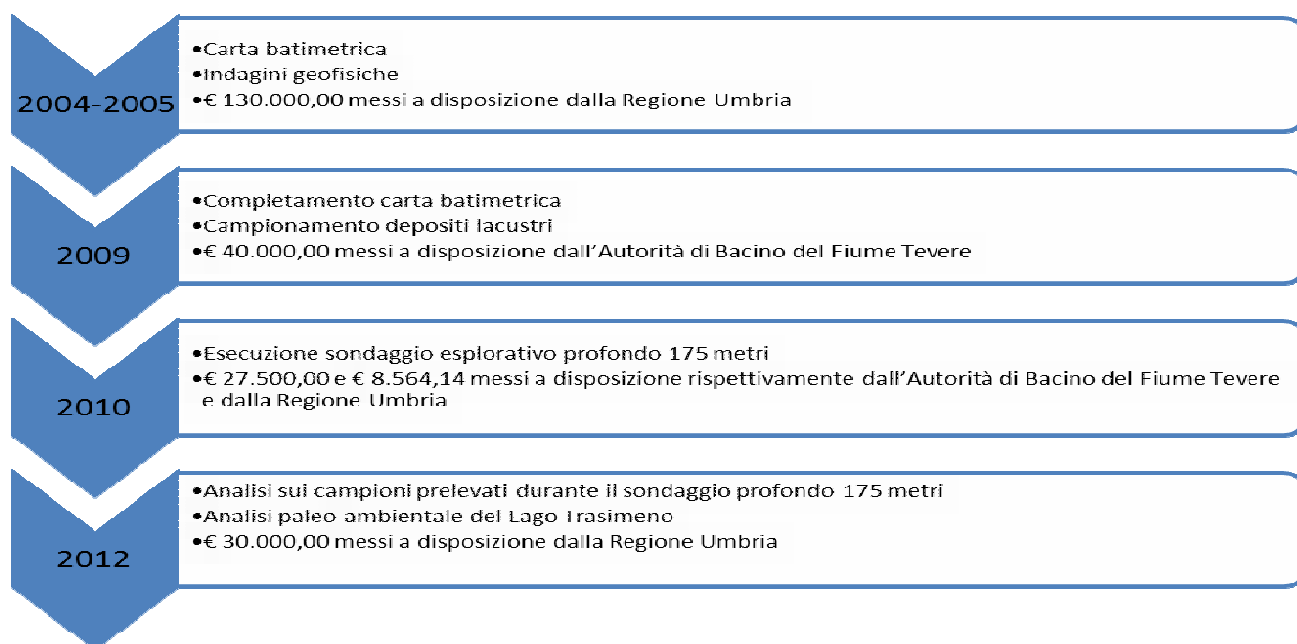 2004-2005
•Carta batimetrica
•Indagini geofisiche
•€ 130.000,00 messi a disposizione dalla Regione Umbria
2009
•Completamento carta batimetrica
•Campionamento depositi lacustri
•€ 40.000,00 messi a disposizione dall'Autorità di Bacino del Fiume Tevere
2010
•Esecuzione sondaggio esplorativo profondo 175 metri
•€ 27.500,00 e € 8.564,14 messi a disposizione rispettivamente dall'Autorità di Bacino del Fiume Tevere
e dalla Regione Umbria
2012
•Analisi sui campioni prelevati durante il sondaggio profondo 175 metri
•Analisi paleo ambientale del Lago Trasimeno
•€ 30.000,00 messi a disposizione dalla Regione Umbria